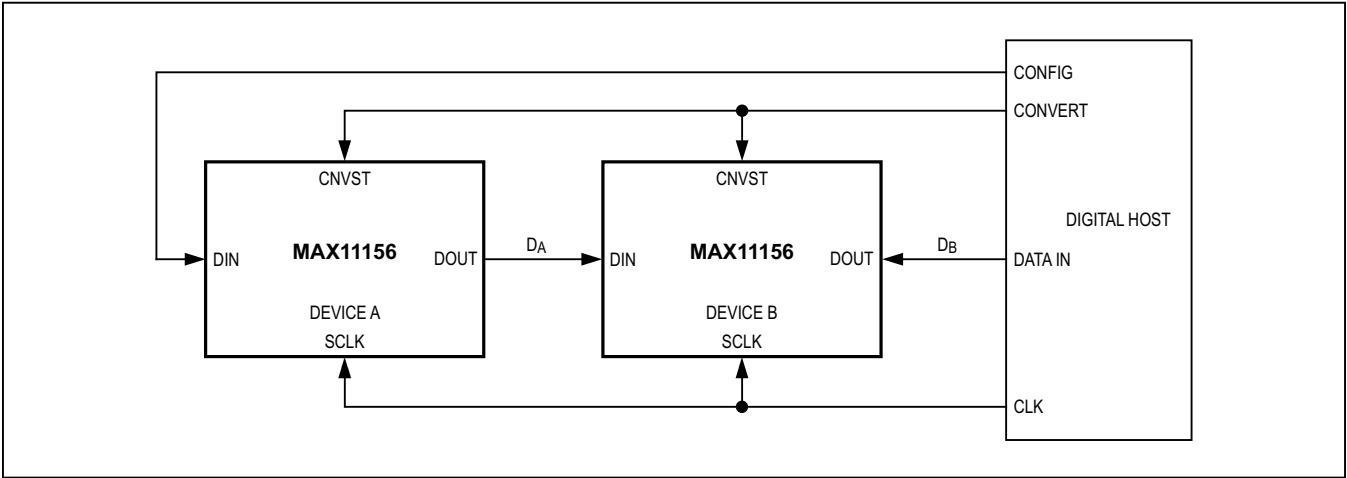 CONFIG
CONVERT
CNVST
CNVST
DIGITAL HOST
MAX11156
MAX11156
DIN
DOUT
DA
DIN
DOUT
DB
DATA IN
DEVICE A
DEVICE B
SCLK
SCLK
CLK